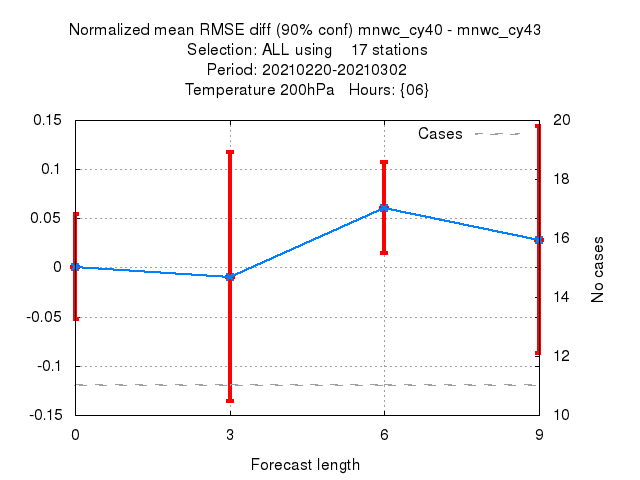 Normalized mean RMSE diff (90% conf) mnwc_cy40 - mnwc_cy43
Selection: ALL using    17 stations
Period: 20210220-20210302
Temperature 200hPa   Hours: {06}
Cases
0.15
0.1
0.05
0
-0.05
-0.1
-0.15
20
18
16
14
12
10
No cases
0
3
6
9
Forecast length